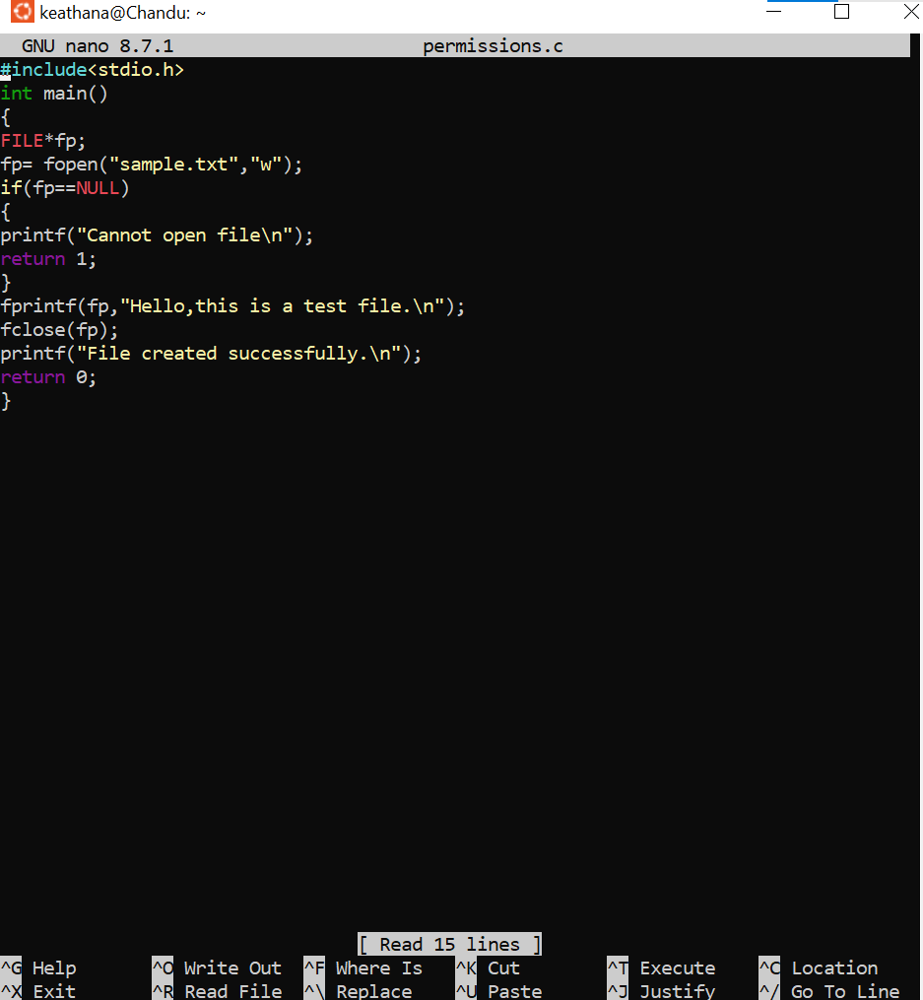 keathana@Chandu: ~
GNU nano 8.7.1 permissions.c
#include<stdio.h>
int main()
{
FILE*fp;
fp= fopen("sample.txt","w");
if(fp==NULL)
{
printf("Cannot open file\n");
return 1;
}
fprintf(fp,"Hello,this is a test file.\n");
fclose(fp);
printf("File created successfully.\n");
return 0;
}
[ Read 15 lines ]
^G Help ^O Write Out ^F Where Is ^K Cut ^T Execute ^C Location
^X Exit ^R Read File ^\ Replace ^U Paste ^J Justify ^/ Go To Line